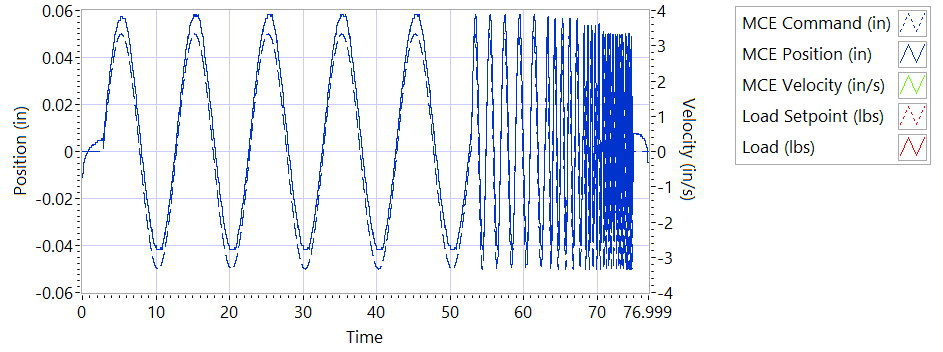 0.06
0.04
0.02
0
-0.02
-0.04
-0.06
Position (in)
4
3
2
1
0
-1
-2
-3
-4
Velocity (in/s)
0 10 20 30 40 50 60 70 76.999
Time
MCE Command (in)
MCE Position (in)
MCE Velocity (in/s)
Load Setpoint (lbs)
Load (lbs)